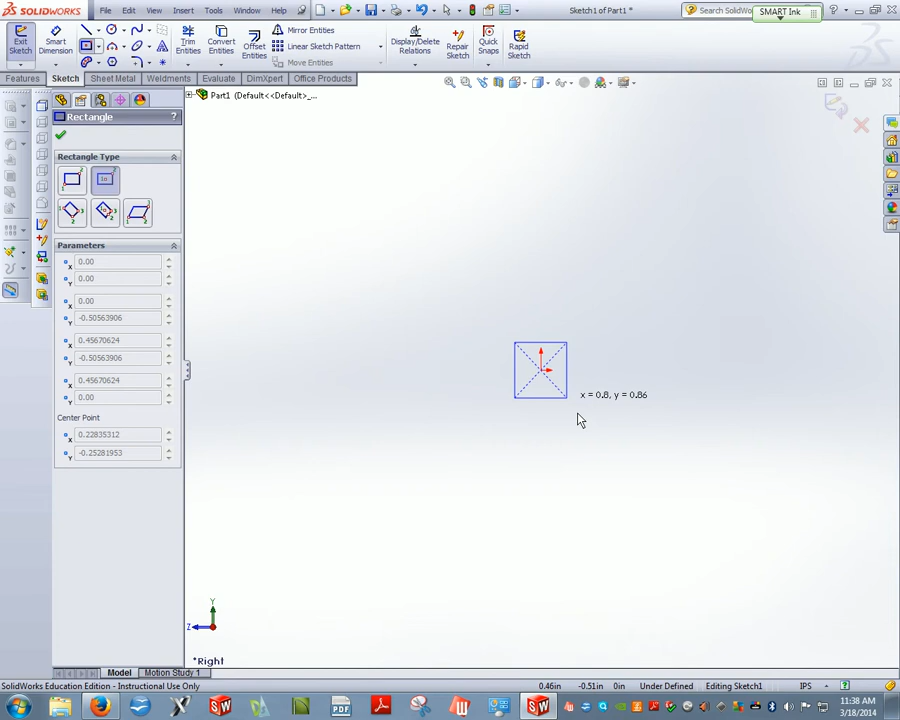 SOLIDWORKS
File Edit View Insert Tools Window Help
Sketch1 of Part1 *
Search SolidWo
SMART Ink
Exit Sketch
Smart Dimension
Trim Entities
Convert Entities
Offset Entities
Mirror Entities
Linear Sketch Pattern
Move Entities
Display/Delete Relations
Repair Sketch
Quick Snaps
Rapid Sketch
Features Sketch Sheet Metal Weldments Evaluate DimXpert Office Products
Part1 (Default<<Default>_...
Rectangle ?
Rectangle Type
Parameters
0.00
0.00
0.00
-0.50563906
0.45670624
-0.50563906
0.45670624
0.00
Center Point
0.22835312
-0.25281953
x = 0.8, y = 0.86
Y
Z
*Right
Model Motion Study 1
SolidWorks Education Edition - Instructional Use Only
0.46in -0.51in 0in Under Defined Editing Sketch1 IPS
11:38 AM
3/18/2014